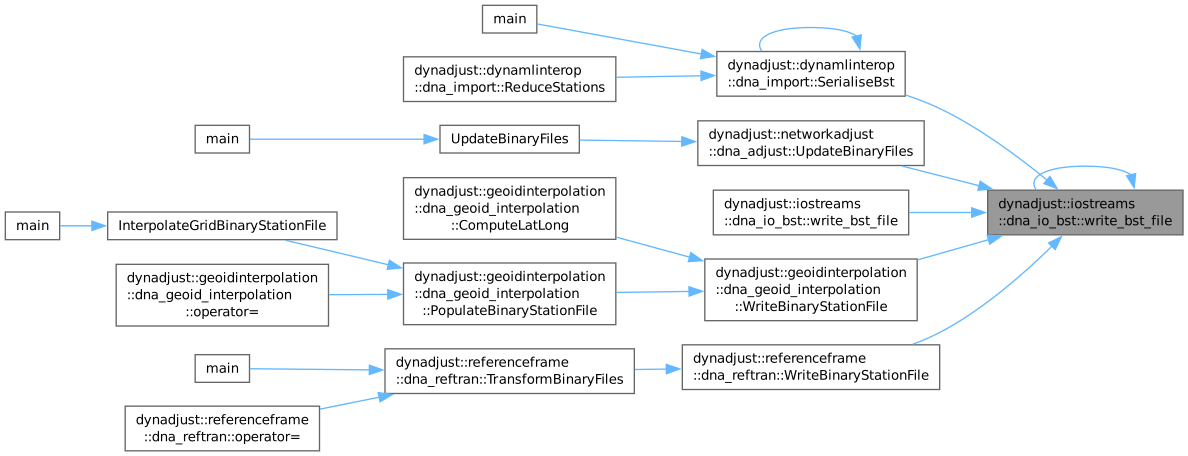 main
dynadjust::dynamlinterop
::dna_import::SerialiseBst
dynadjust::dynamlinterop
::dna_import::ReduceStations
main
UpdateBinaryFiles
dynadjust::networkadjust
::dna_adjust::UpdateBinaryFiles
dynadjust::geoidinterpolation
::dna_geoid_interpolation
::ComputeLatLong
dynadjust::iostreams
::dna_io_bst::write_bst_file
dynadjust::iostreams
::dna_io_bst::write_bst_file
main
InterpolateGridBinaryStationFile
dynadjust::geoidinterpolation
::dna_geoid_interpolation
::operator=
dynadjust::geoidinterpolation
::dna_geoid_interpolation
::PopulateBinaryStationFile
dynadjust::geoidinterpolation
::dna_geoid_interpolation
::WriteBinaryStationFile
main
dynadjust::referenceframe
::dna_reftran::TransformBinaryFiles
dynadjust::referenceframe
::dna_reftran::WriteBinaryStationFile
dynadjust::referenceframe
::dna_reftran::operator=